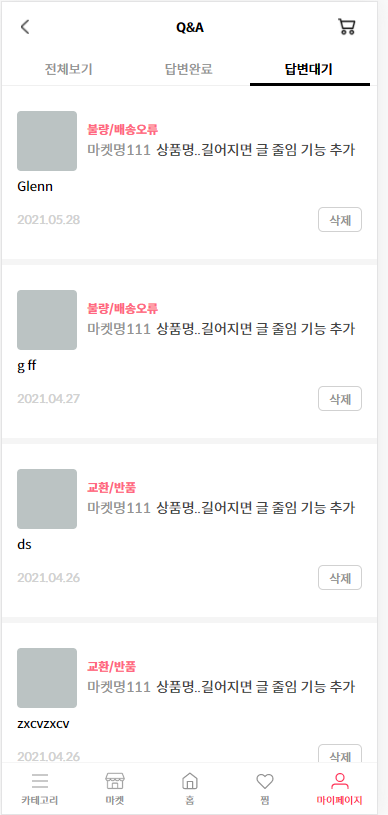 Q&A
전체보기 답변완료 답변대기
불량/배송오류
마켓명111 상품명..길어지면 글 줄임 기능 추가
Glenn
2021.05.28 삭제
불량/배송오류
마켓명111 상품명..길어지면 글 줄임 기능 추가
g ff
2021.04.27 삭제
교환/반품
마켓명111 상품명..길어지면 글 줄임 기능 추가
ds
2021.04.26 삭제
교환/반품
마켓명111 상품명..길어지면 글 줄임 기능 추가
zxcvzxcv
2021.04.26 삭제
카테고리 마켓 홈 찜 마이페이지